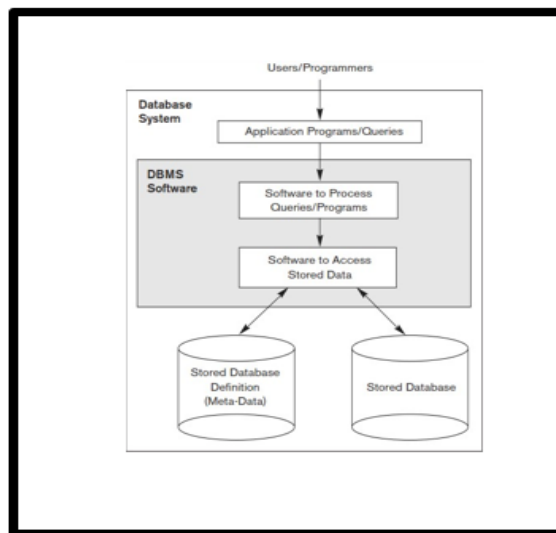 Users/Programmers
Database
System
Application Programs/Queries
DBMS
Software
Software to Process
Queries/Programs
Software to Access
Stored Data
Stored Database
Definition
(Meta-Data)
Stored Database